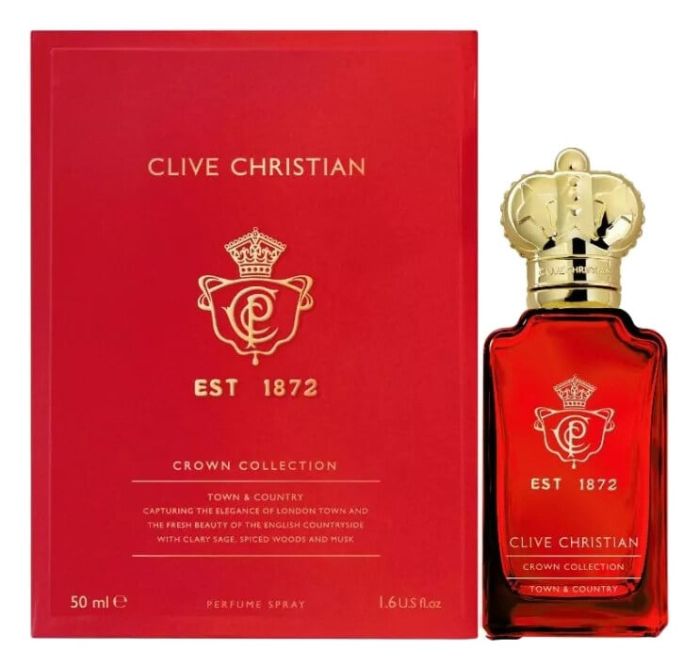 CLIVE CHRISTIAN
EST 1872
CROWN COLLECTION
TOWN & COUNTRY
CAPTURING THE ELEGANCE OF LONDON TOWN AND
THE FRESH BEAUTY OF THE ENGLISH COUNTRYSIDE
WITH CLARY SAGE, SPICED WOODS AND MUSK
50 ml ℮
PERFUME SPRAY
1.6 U.S fl.oz
CLIVE CHRISTIAN
EST 1872
CLIVE CHRISTIAN
CROWN COLLECTION
TOWN & COUNTRY